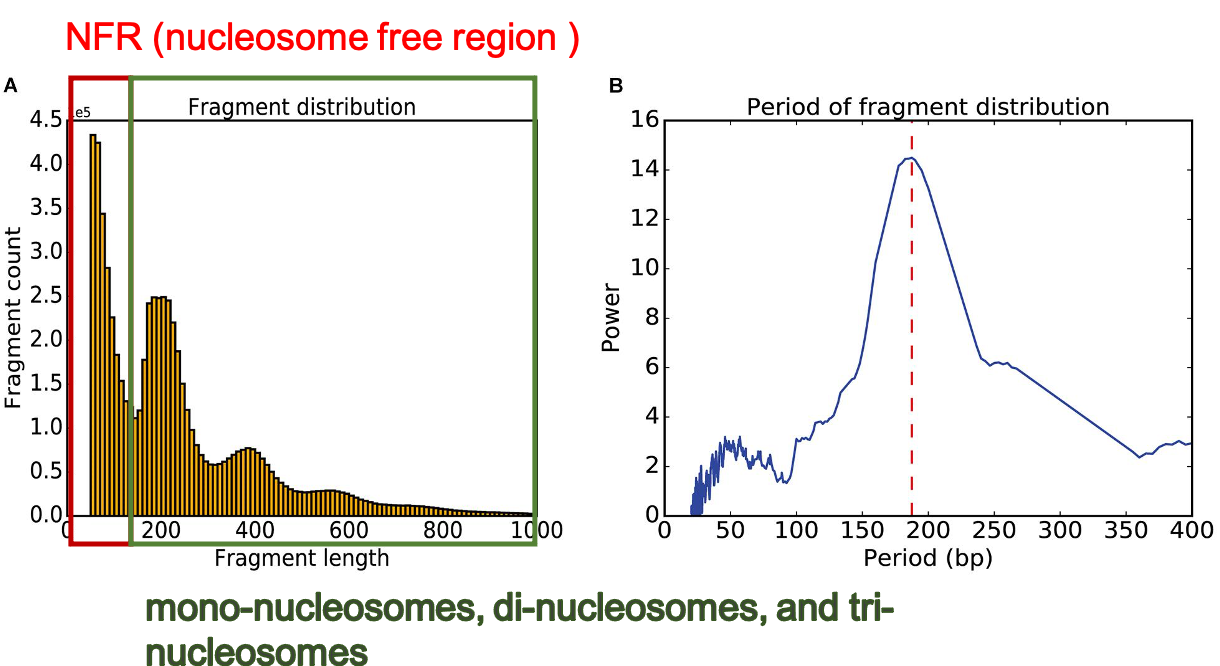 NFR (nucleosome free region )
A
1e5
Fragment distribution
4.5
4.0
3.5
3.0
2.5
2.0
1.5
1.0
0.5
0.0
Fragment count
0 200 400 600 800 1000
Fragment length
B
Period of fragment distribution
16
14
12
10
8
6
4
2
0
Power
0 50 100 150 200 250 300 350 400
Period (bp)
mono-nucleosomes, di-nucleosomes, and tri-
nucleosomes